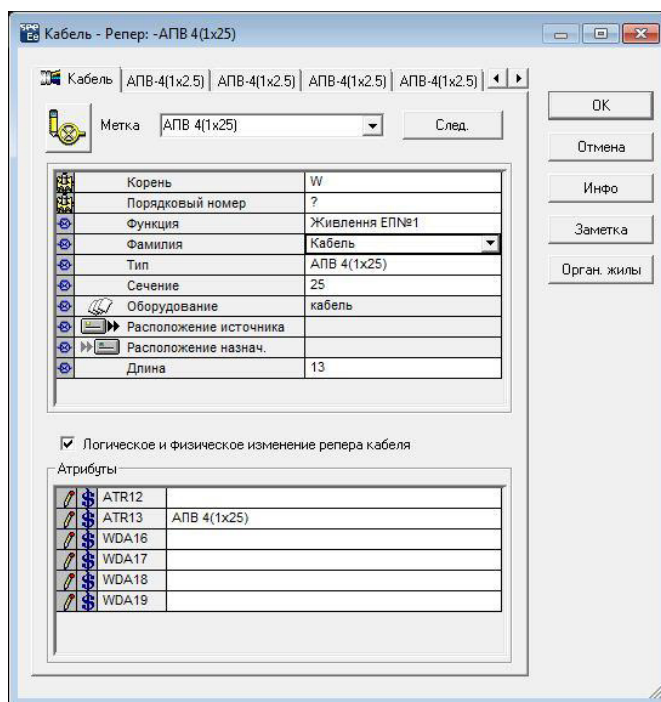 Кабель - Репер: -АПВ 4(1x25)
Кабель АПВ-4(1x2.5) АПВ-4(1x2.5) АПВ-4(1x2.5) АПВ-4(1x2.5)
Метка АПВ 4(1x25) След.
Корень W
Порядковый номер ?
Функция Живлення ЕП№1
Фамилия Кабель
Тип АПВ 4(1x25)
Сечение 25
Оборудование кабель
Расположение источника
Расположение назнач.
Длина 13
Логическое и физическое изменение репера кабеля
Атрибуты
ATR12
ATR13 АПВ 4(1x25)
WDA16
WDA17
WDA18
WDA19
OK
Отмена
Инфо
Заметка
Орган. жилы